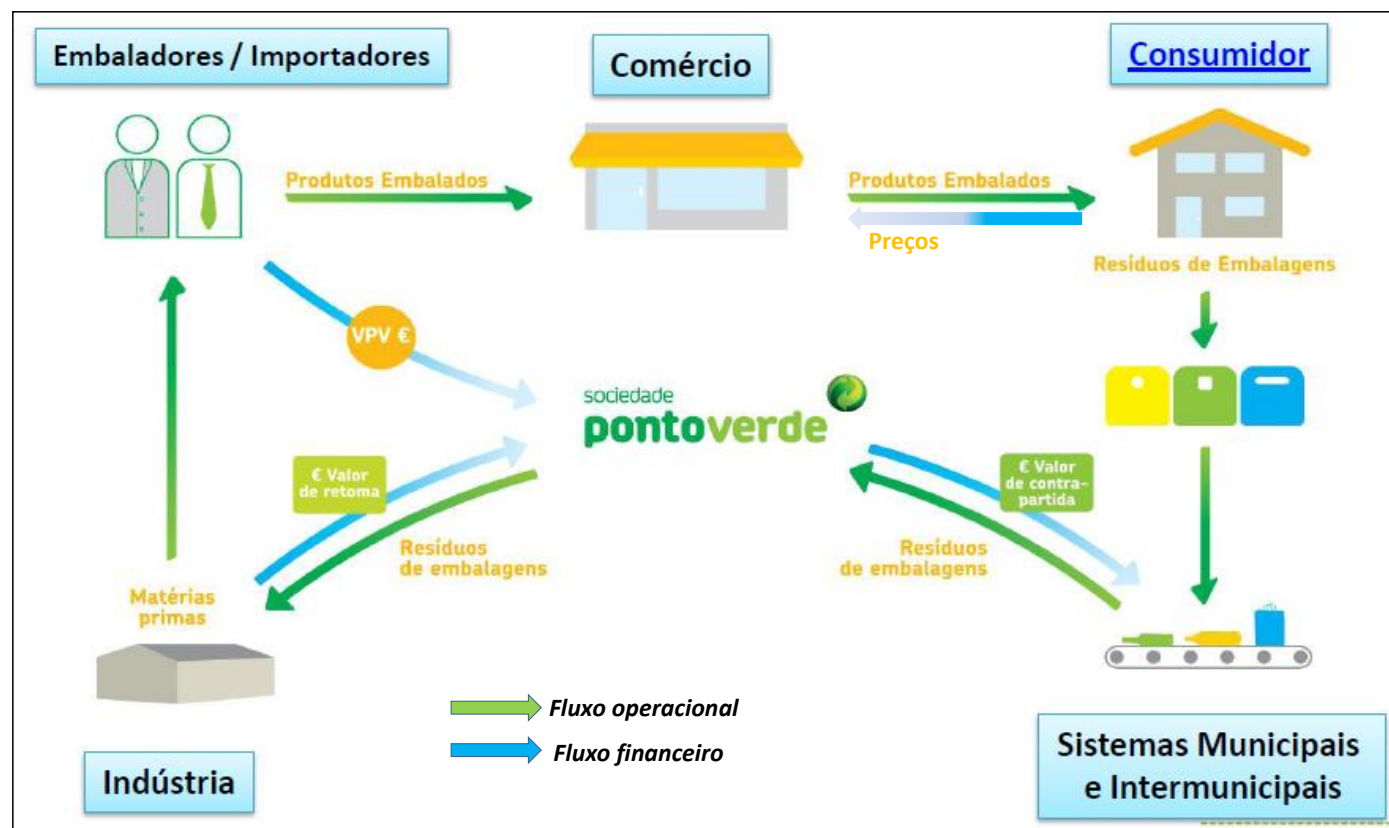 Embaladores / Importadores
Comércio
Consumidor
Produtos Embalados
Produtos Embalados
Preços
Resíduos de Embalagens
VPV €
sociedade
pontoverde
€ Valor
de retoma
€ Valor
de contra-
partida
Resíduos
de embalagens
Resíduos
de embalagens
Matérias
primas
Fluxo operacional
Fluxo financeiro
Indústria
Sistemas Municipais
e Intermunicipais